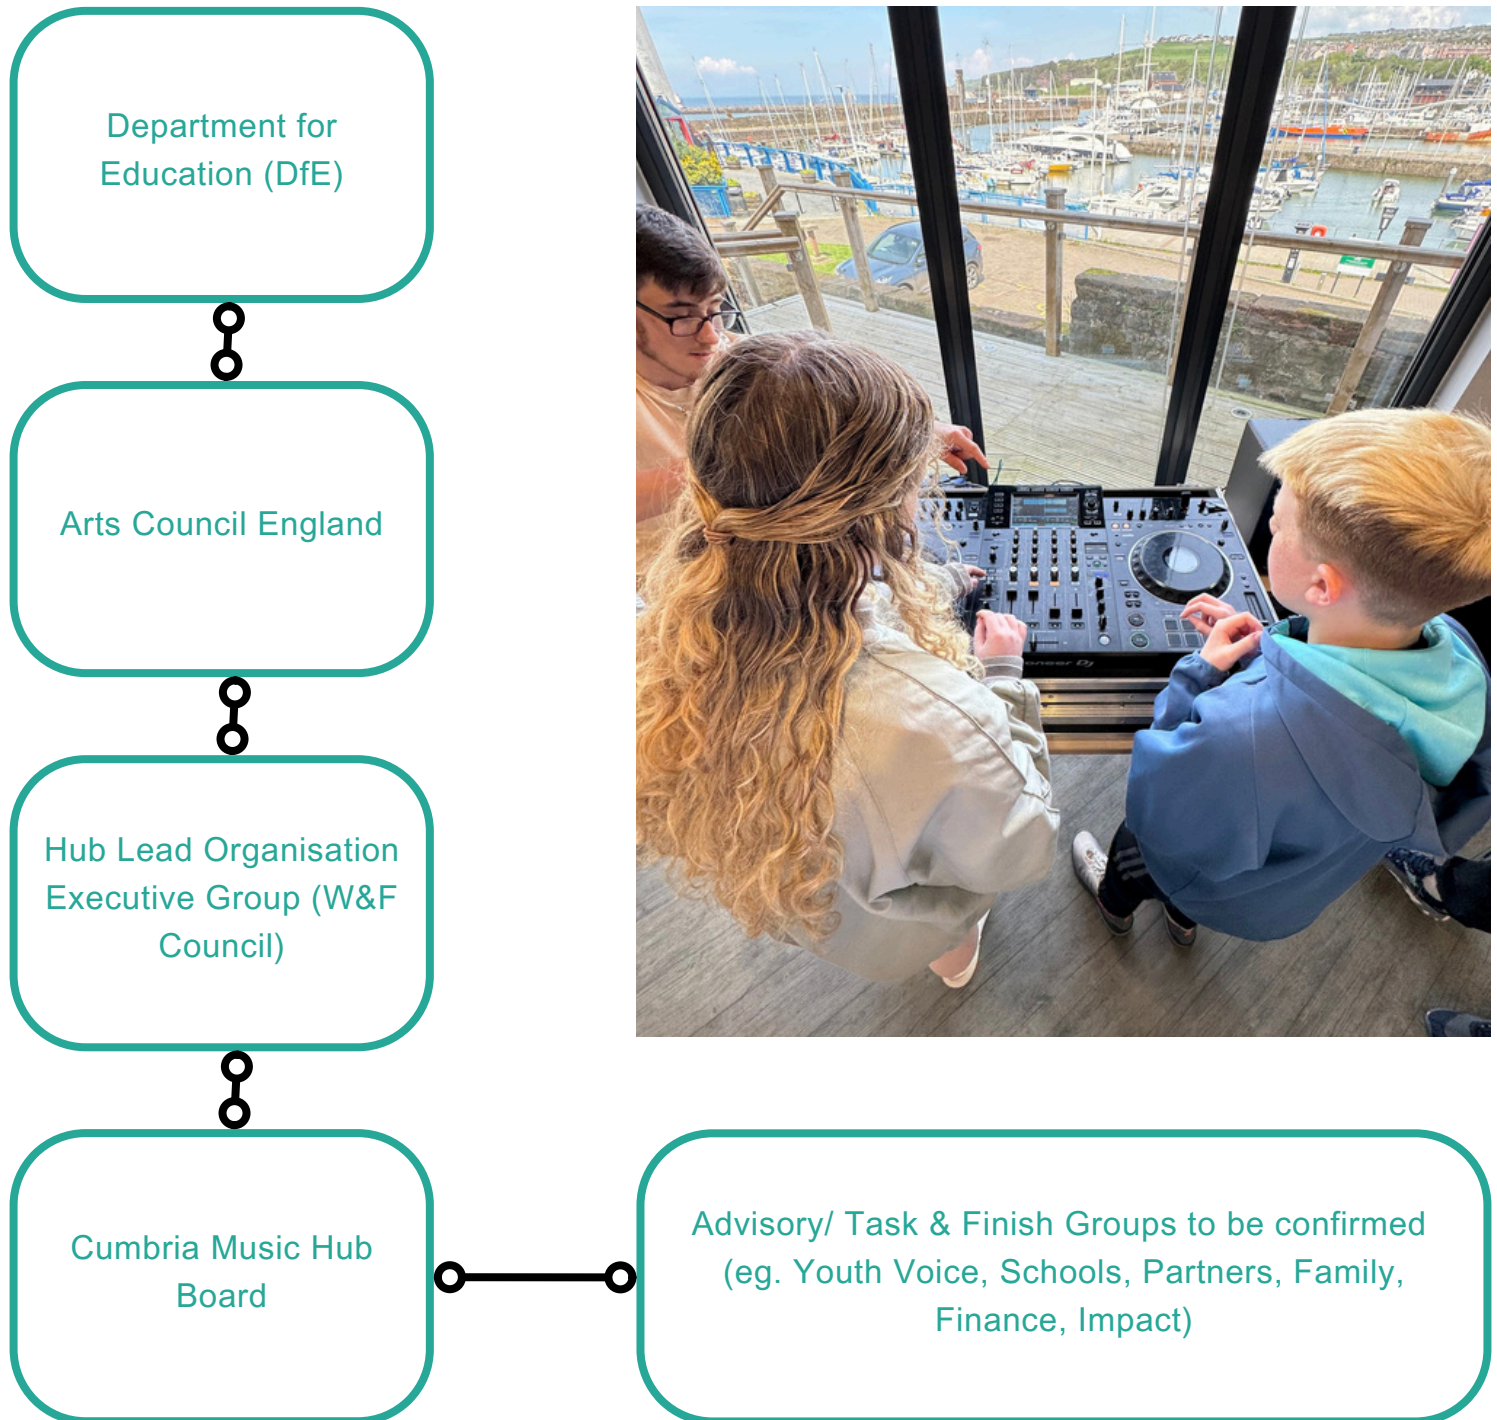 Department for
Education (DfE)
Arts Council England
Hub Lead Organisation
Executive Group (W&F
Council)
Cumbria Music Hub
Board
Advisory/ Task & Finish Groups to be confirmed
(eg. Youth Voice, Schools, Partners, Family,
Finance, Impact)